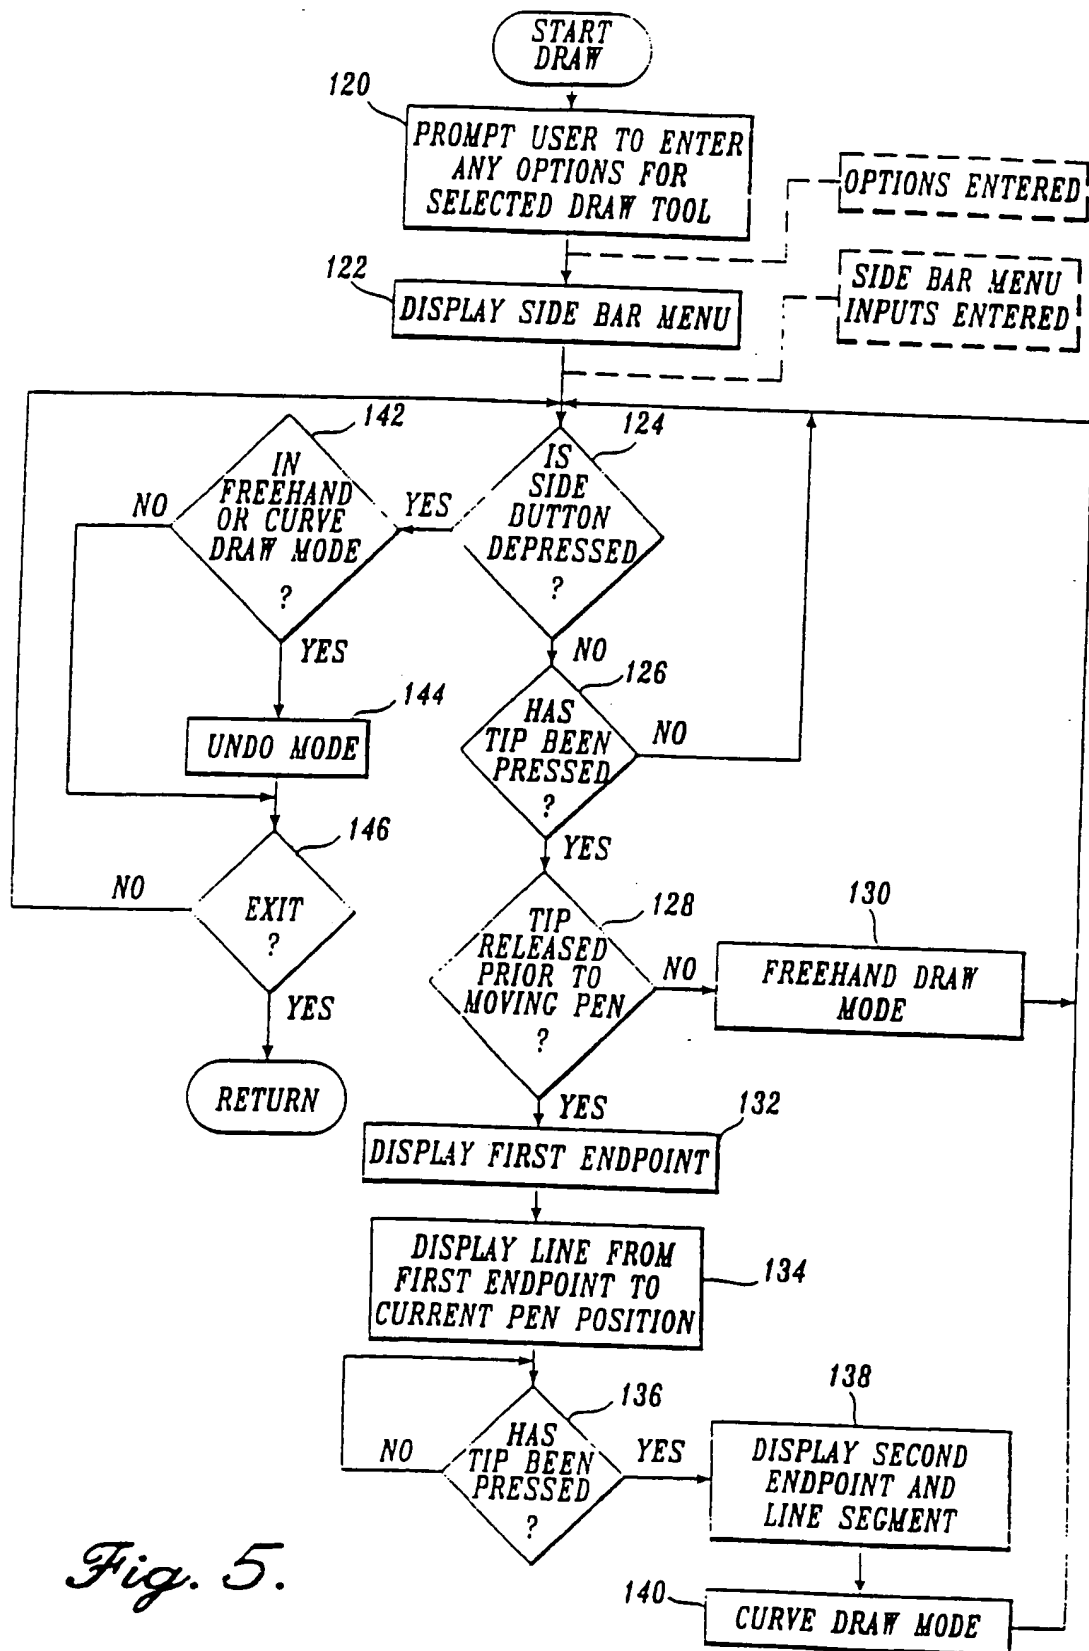 START
DRAW
120
PROMPT USER TO ENTER
ANY OPTIONS FOR
SELECTED DRAW TOOL
OPTIONS ENTERED
122
DISPLAY SIDE BAR MENU
SIDE BAR MENU
INPUTS ENTERED
142
IN
FREEHAND
OR CURVE
DRAW MODE
?
NO
YES
124
IS
SIDE
BUTTON
DEPRESSED
?
YES
NO
126
HAS
TIP BEEN
PRESSED
?
NO
144
UNDO MODE
YES
146
EXIT
?
NO
128
TIP
RELEASED
PRIOR TO
MOVING PEN
?
NO
130
FREEHAND DRAW
MODE
YES
RETURN
YES
132
DISPLAY FIRST ENDPOINT
DISPLAY LINE FROM
FIRST ENDPOINT TO
CURRENT PEN POSITION
134
136
HAS
TIP BEEN
PRESSED
?
NO
YES
138
DISPLAY SECOND
ENDPOINT AND
LINE SEGMENT
140
CURVE DRAW MODE
Fig. 5.